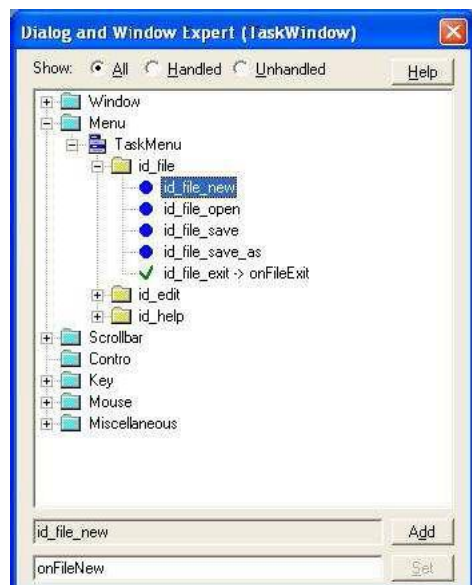 Dialog and Window Expert (TaskWindow)
Show: All Handled Unhandled Help
Window
Menu
TaskMenu
id_file
id_file_new
id_file_open
id_file_save
id_file_save_as
id_file_exit -> onFileExit
id_edit
id_help
Scrollbar
Contro
Key
Mouse
Miscellaneous
id_file_new Add
onFileNew Set